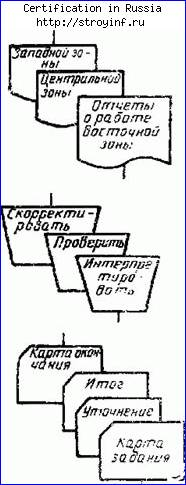 Certification in Russia
http://stroyinf.ru
Западной зо-
ны
Центральной
зоны
Отчеты
о работе
восточной
зоны
Скорректи-
ровать
Проверить
Интерпре
тиро-
вать
Карта окон
чания
Итог
Уточнение
Карта
задания